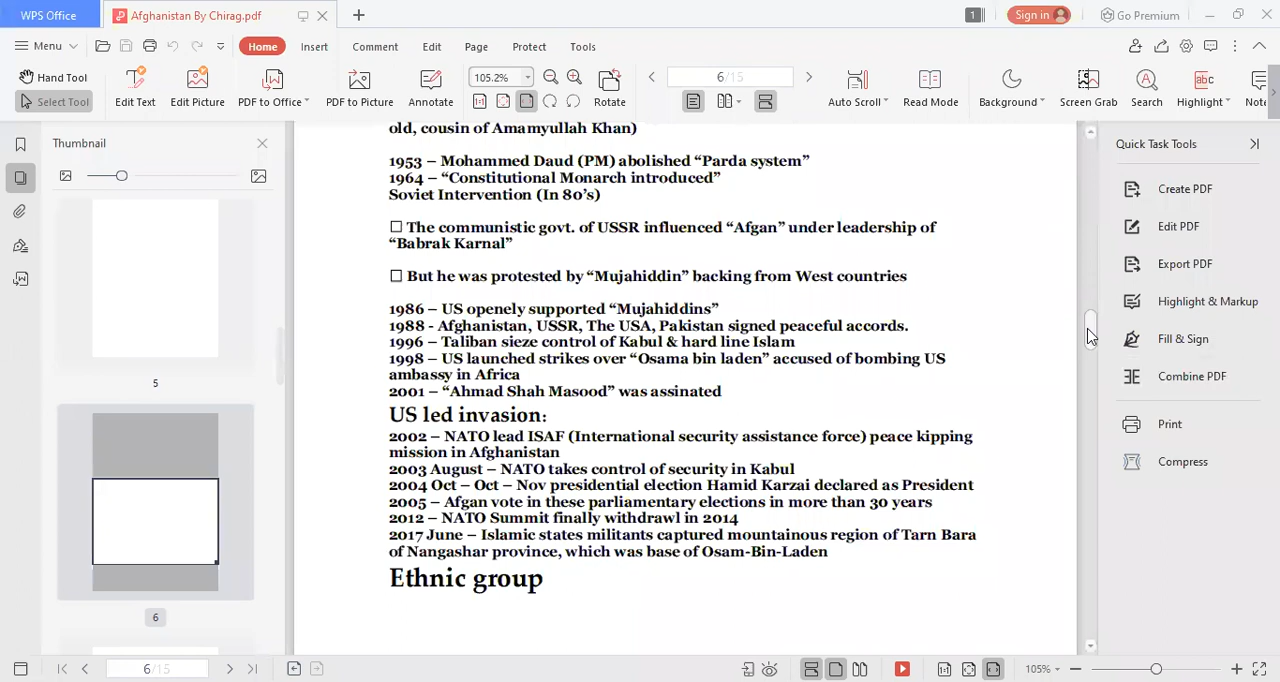 WPS Office
Afghanistan By Chirag.pdf
1
Sign in
Go Premium
Menu
Home
Insert
Comment
Edit
Page
Protect
Tools
Hand Tool
Select Tool
Edit Text
Edit Picture
PDF to Office
PDF to Picture
Annotate
105.2%
Rotate
6/15
Auto Scroll
Read Mode
Background
Screen Grab
Search
Highlight
Note
Thumbnail
5
6
old, cousin of Amamyullah Khan)
1953 – Mohammed Daud (PM) abolished “Parda system”
1964 – “Constitutional Monarch introduced”
Soviet Intervention (In 80’s)
☐ The communistic govt. of USSR influenced “Afgan” under leadership of
“Babrak Karnal”
☐ But he was protested by “Mujahiddin” backing from West countries
1986 – US openely supported “Mujahiddins”
1988 - Afghanistan, USSR, The USA, Pakistan signed peaceful accords.
1996 – Taliban sieze control of Kabul & hard line Islam
1998 – US launched strikes over “Osama bin laden” accused of bombing US
embassy in Africa
2001 – “Ahmad Shah Masood” was assinated
US led invasion:
2002 – NATO lead ISAF (International security assistance force) peace kipping
mission in Afghanistan
2003 August – NATO takes control of security in Kabul
2004 Oct – Oct – Nov presidential election Hamid Karzai declared as President
2005 – Afgan vote in these parliamentary elections in more than 30 years
2012 – NATO Summit finally withdrawl in 2014
2017 June – Islamic states militants captured mountainous region of Tarn Bara
of Nangashar province, which was base of Osam-Bin-Laden
Ethnic group
Quick Task Tools
Create PDF
Edit PDF
Export PDF
Highlight & Markup
Fill & Sign
Combine PDF
Print
Compress
6/15
105%